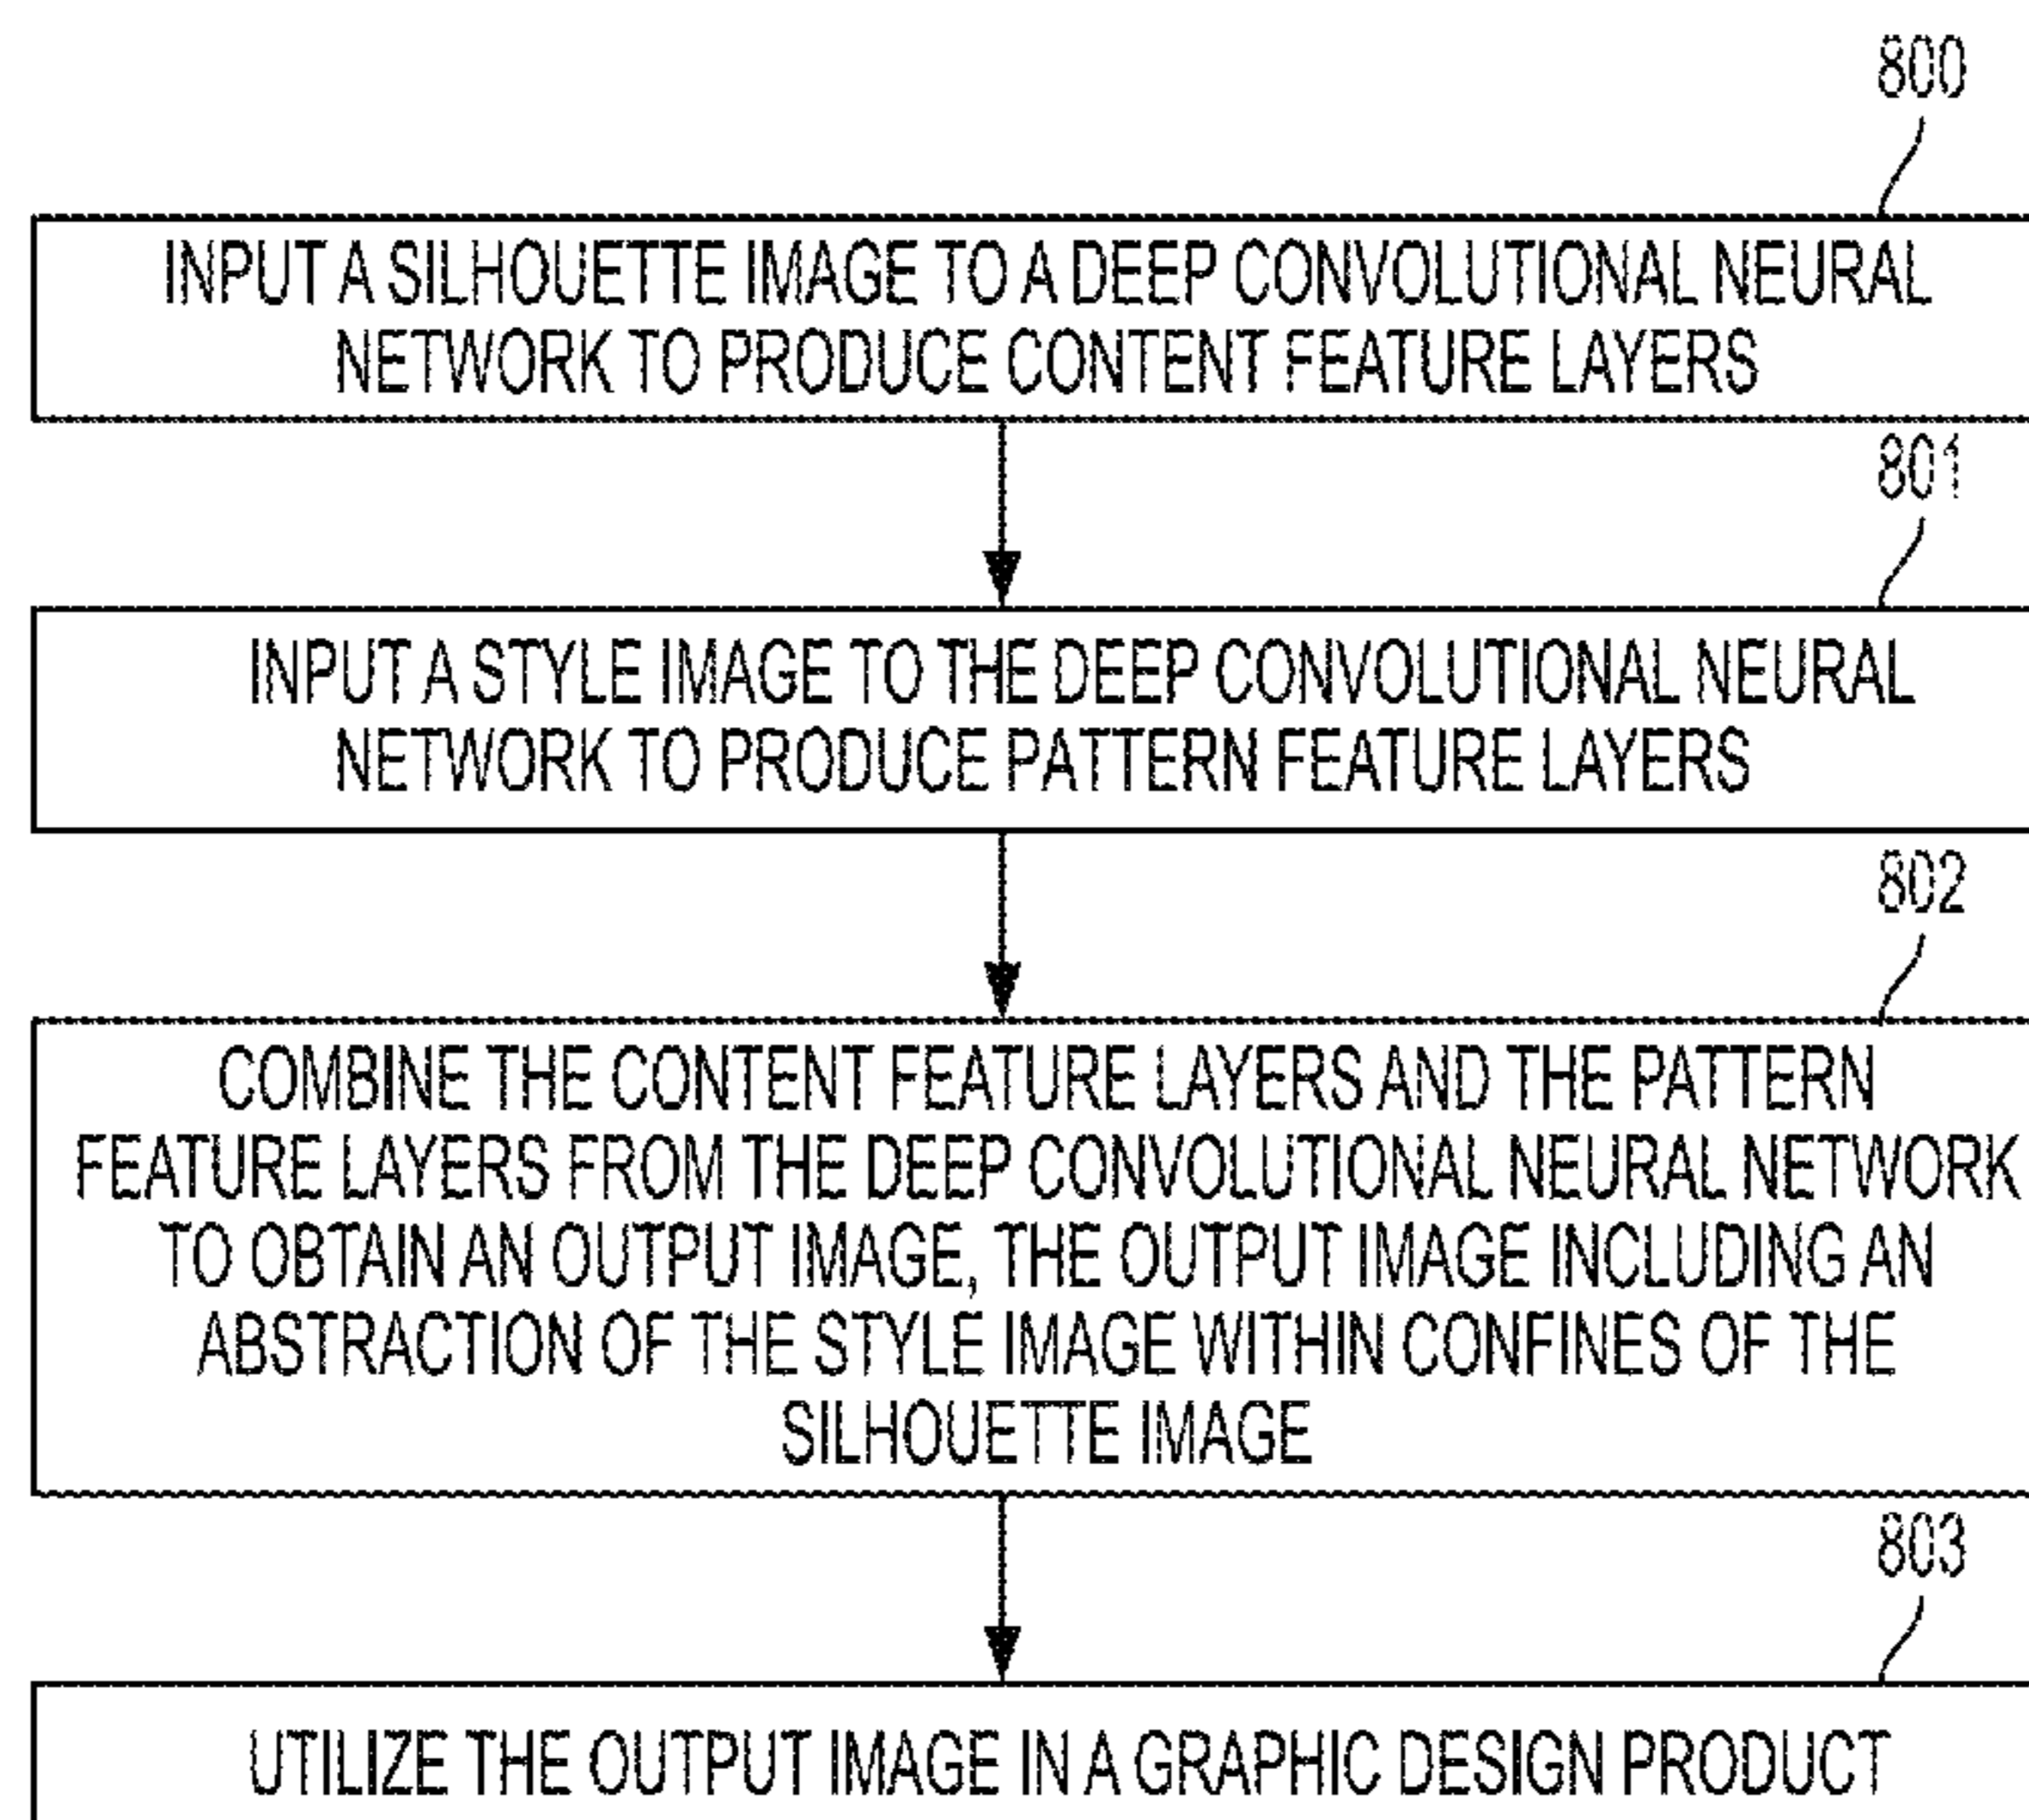 800
INPUT A SILHOUETTE IMAGE TO A DEEP CONVOLUTIONAL NEURAL
NETWORK TO PRODUCE CONTENT FEATURE LAYERS
801
INPUT A STYLE IMAGE TO THE DEEP CONVOLUTIONAL NEURAL
NETWORK TO PRODUCE PATTERN FEATURE LAYERS
802
COMBINE THE CONTENT FEATURE LAYERS AND THE PATTERN
FEATURE LAYERS FROM THE DEEP CONVOLUTIONAL NEURAL NETWORK
TO OBTAIN AN OUTPUT IMAGE, THE OUTPUT IMAGE INCLUDING AN
ABSTRACTION OF THE STYLE IMAGE WITHIN CONFINES OF THE
SILHOUETTE IMAGE
803
UTILIZE THE OUTPUT IMAGE IN A GRAPHIC DESIGN PRODUCT